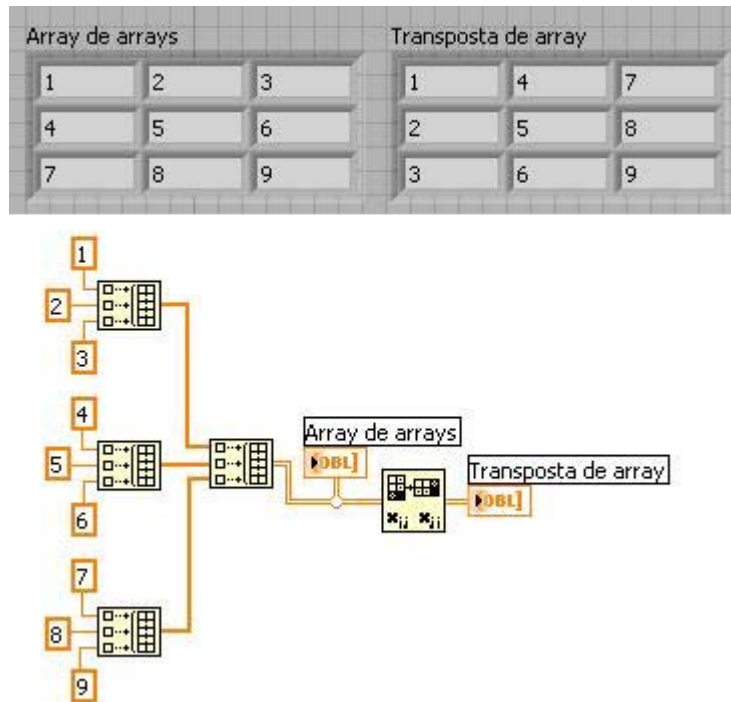 Array de arrays
Transposta de array
1 2 3
4 5 6
7 8 9
1 4 7
2 5 8
3 6 9
1
2
3
4
5
6
7
8
9
Array de arrays
DBL]
Transposta de array
DBL]
xij xji